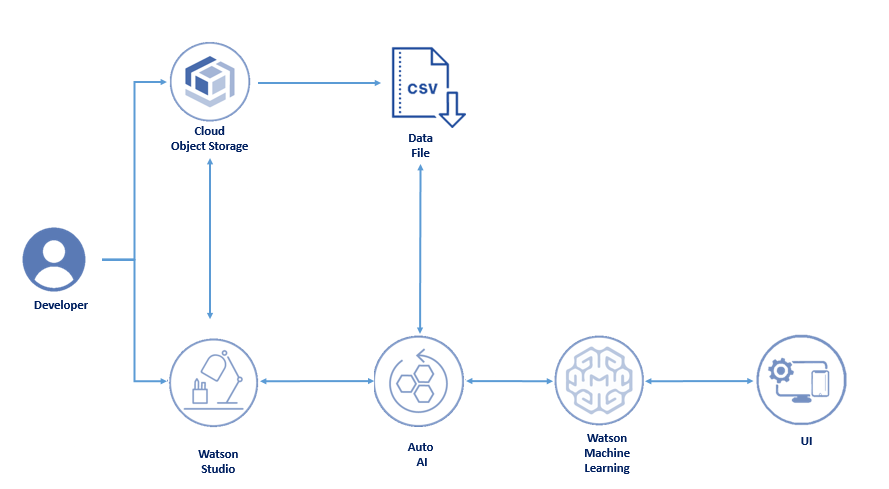 CSV
Cloud
Object Storage
Data
File
Developer
Watson
Studio
Auto
AI
Watson
Machine
Learning
UI